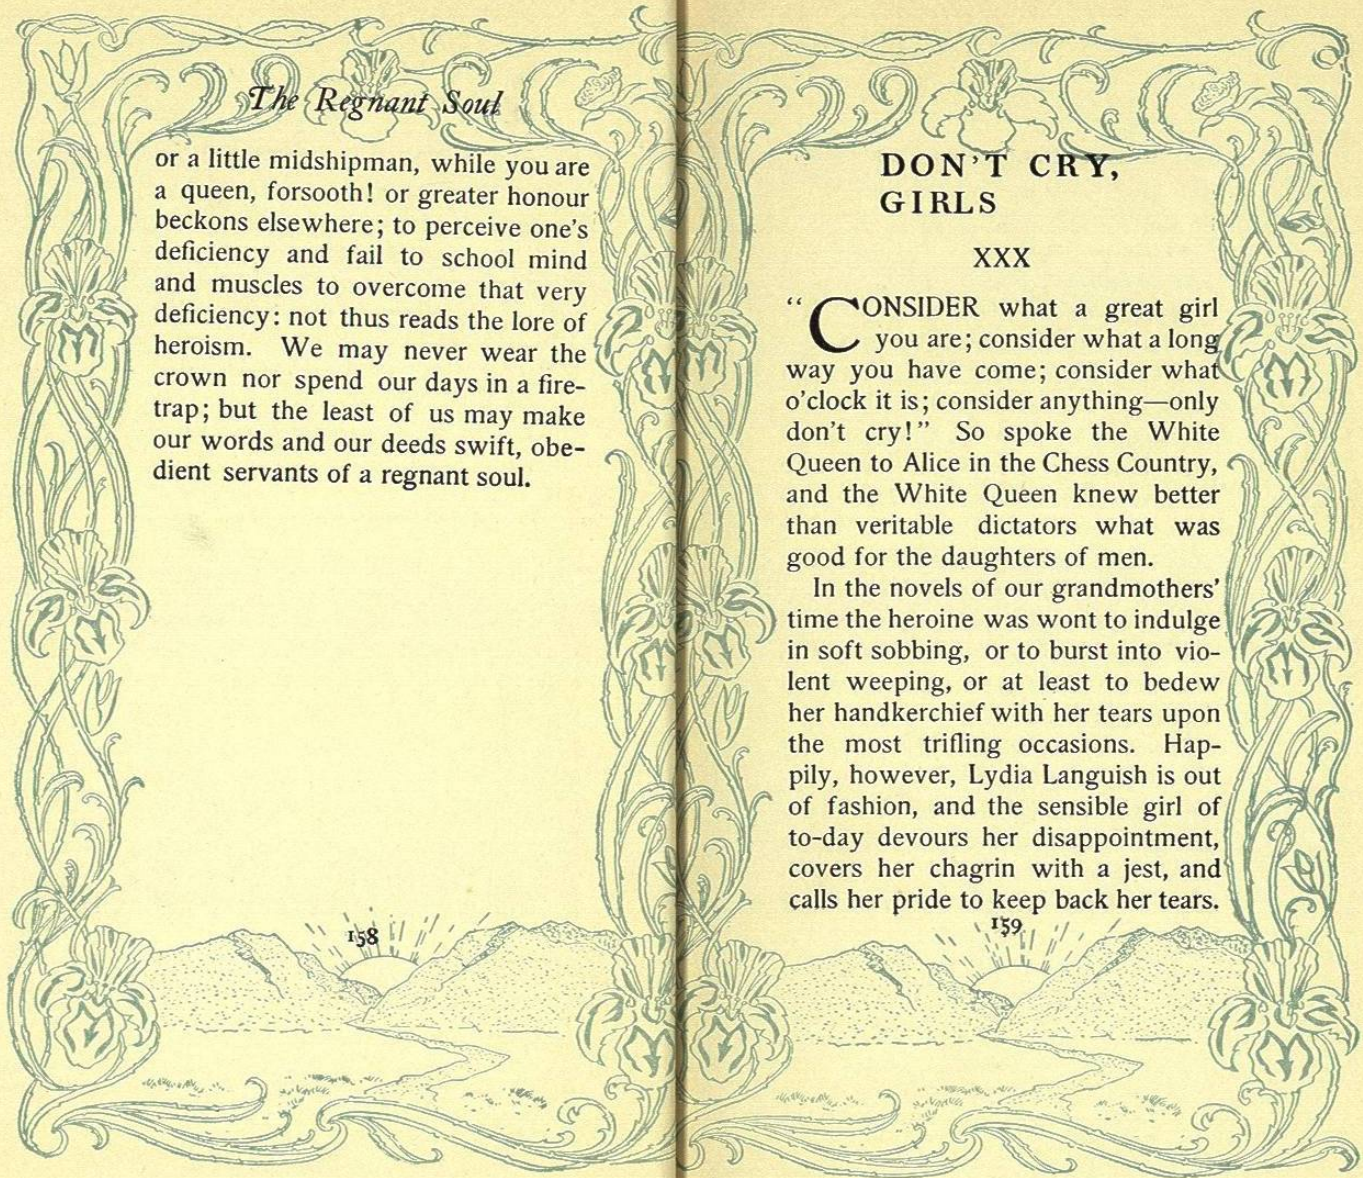 The Regnant Soul
or a little midshipman, while you are
a queen, forsooth! or greater honour
beckons elsewhere; to perceive one's
deficiency and fail to school mind
and muscles to overcome that very
deficiency: not thus reads the lore of
heroism. We may never wear the
crown nor spend our days in a fire-
trap; but the least of us may make
our words and our deeds swift, obe-
dient servants of a regnant soul.
158
DON'T CRY,
GIRLS
XXX
"CONSIDER what a great girl
you are; consider what a long
way you have come; consider what
o'clock it is; consider anything—only
don't cry!" So spoke the White
Queen to Alice in the Chess Country,
and the White Queen knew better
than veritable dictators what was
good for the daughters of men.
In the novels of our grandmothers'
time the heroine was wont to indulge
in soft sobbing, or to burst into vio-
lent weeping, or at least to bedew
her handkerchief with her tears upon
the most trifling occasions. Hap-
pily, however, Lydia Languish is out
of fashion, and the sensible girl of
to-day devours her disappointment,
covers her chagrin with a jest, and
calls her pride to keep back her tears.
159